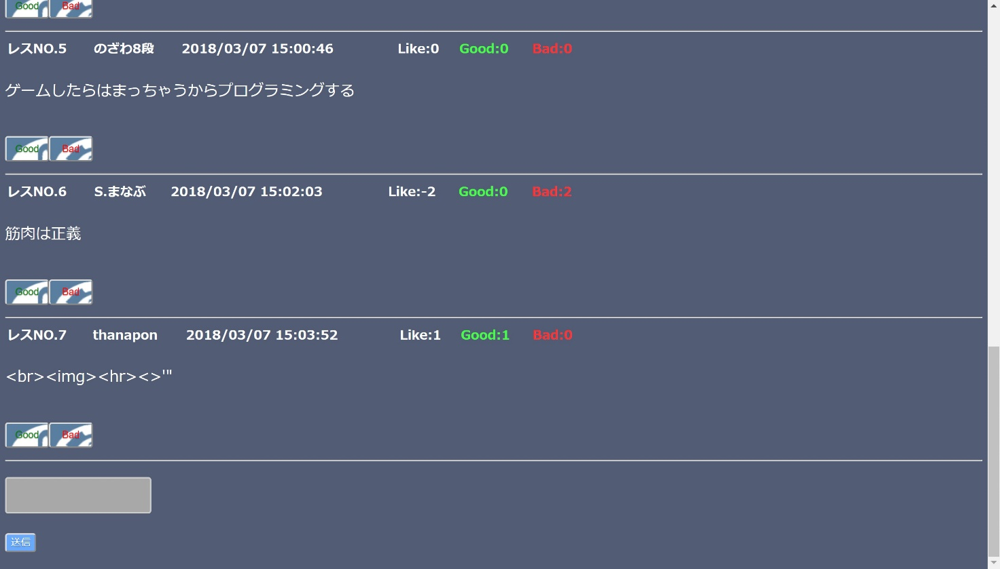 Good Bad
レスNO.5 のざわ8段 2018/03/07 15:00:46 Like:0 Good:0 Bad:0
ゲームしたらはまっちゃうからプログラミングする
Good Bad
レスNO.6 S.まなぶ 2018/03/07 15:02:03 Like:-2 Good:0 Bad:2
筋肉は正義
Good Bad
レスNO.7 thanapon 2018/03/07 15:03:52 Like:1 Good:1 Bad:0
<br><img><hr><>'"
Good Bad
送信